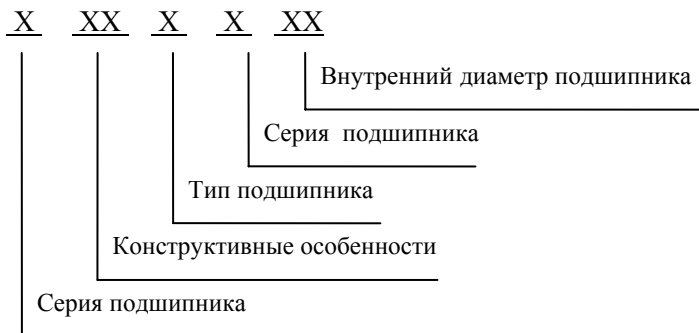 X XX X X XX
Внутренний диаметр подшипника
Серия подшипника
Тип подшипника
Конструктивные особенности
Серия подшипника